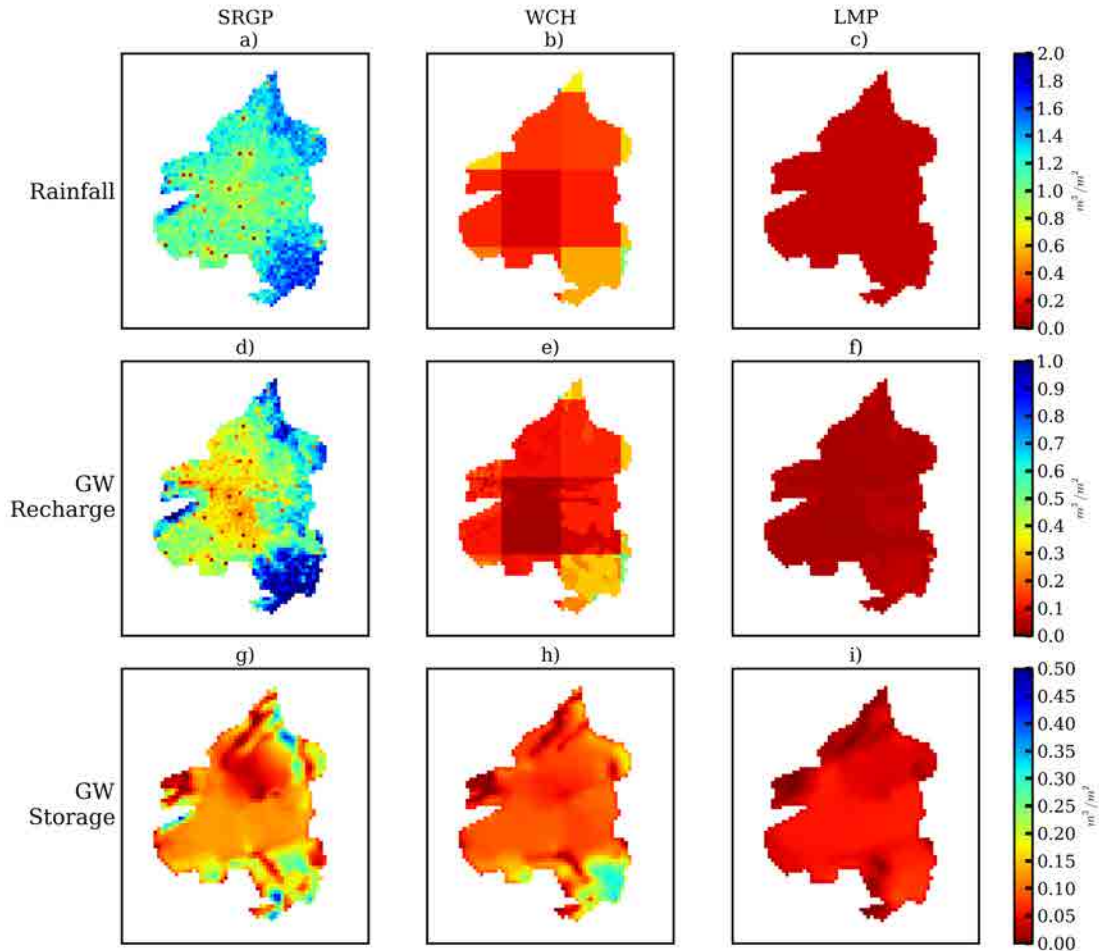 SRGP WCH LMP
a) b) c)
Rainfall
2.0
1.8
1.6
1.4
1.2
1.0
0.8
0.6
0.4
0.2
0.0
m³/m²
d) e) f)
GW
Recharge
1.0
0.9
0.8
0.7
0.6
0.5
0.4
0.3
0.2
0.1
0.0
m³/m²
g) h) i)
GW
Storage
0.50
0.45
0.40
0.35
0.30
0.25
0.20
0.15
0.10
0.05
0.00
m³/m²